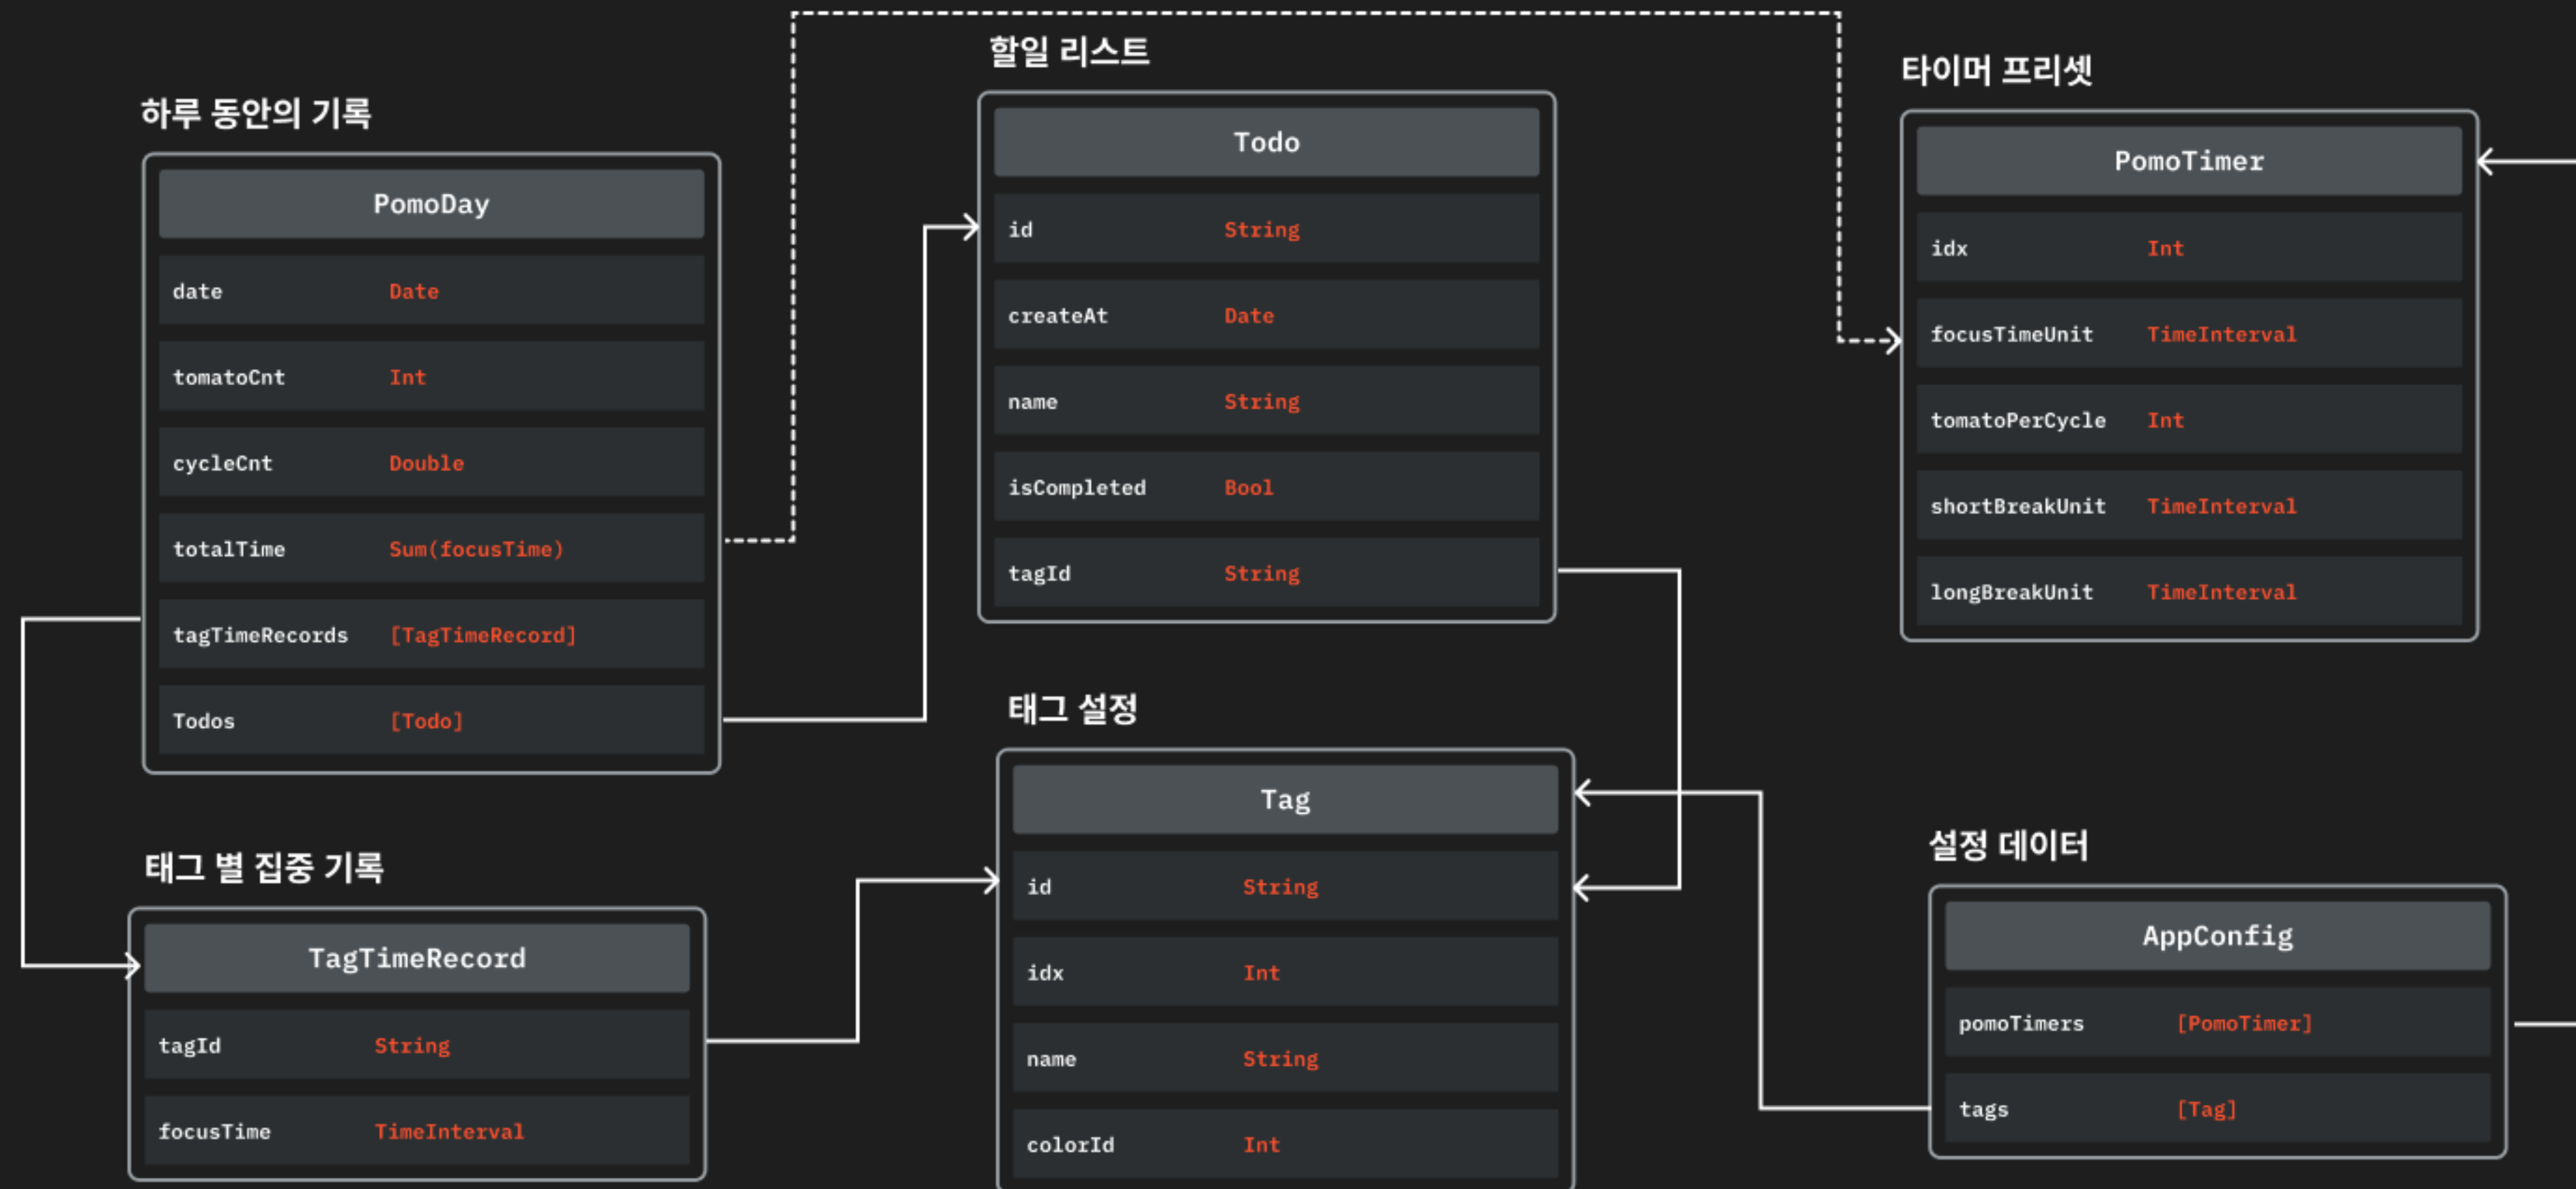 하루 동안의 기록
PomoDay
date Date
tomatoCnt Int
cycleCnt Double
totalTime Sum(focusTime)
tagTimeRecords [TagTimeRecord]
Todos [Todo]
태그 별 집중 기록
TagTimeRecord
tagId String
focusTime TimeInterval
할일 리스트
Todo
id String
createAt Date
name String
isCompleted Bool
tagId String
태그 설정
Tag
id String
idx Int
name String
colorId Int
타이머 프리셋
PomoTimer
idx Int
focusTimeUnit TimeInterval
tomatoPerCycle Int
shortBreakUnit TimeInterval
longBreakUnit TimeInterval
설정 데이터
AppConfig
pomoTimers [PomoTimer]
tags [Tag]